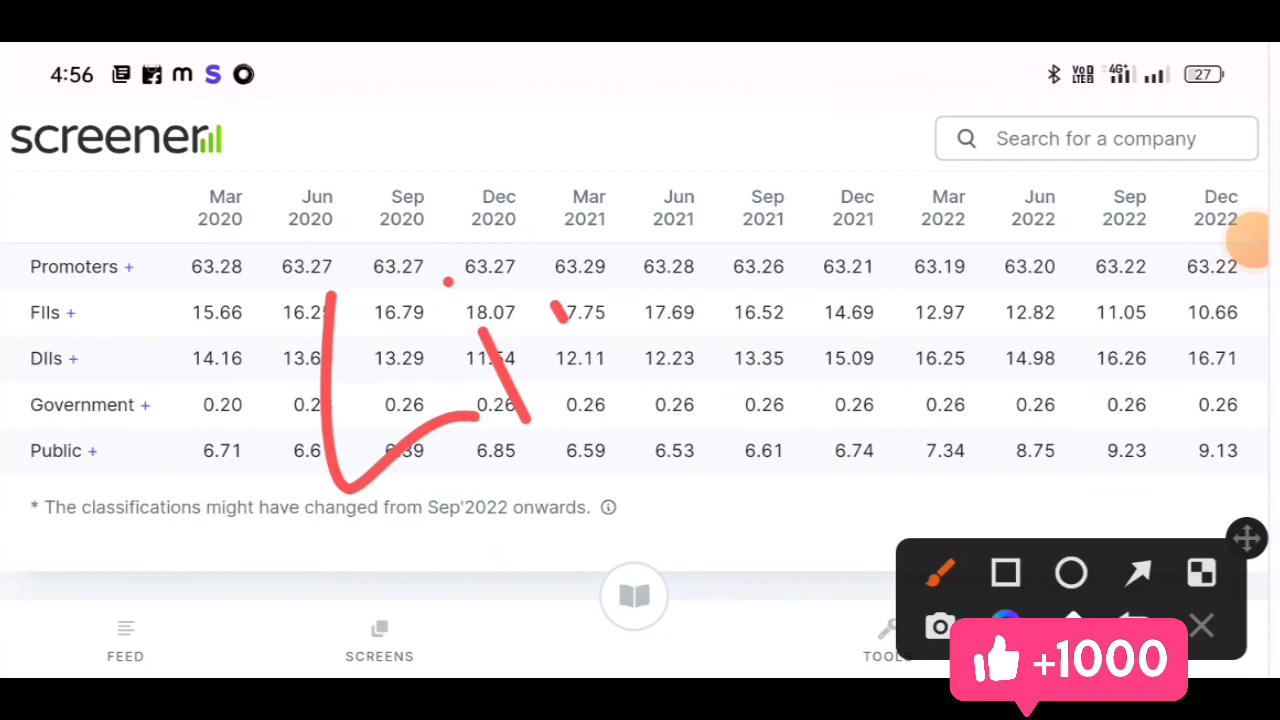 4:56 m S VoD LTE2 4G+ 27
screener Search for a company
Mar 2020 Jun 2020 Sep 2020 Dec 2020 Mar 2021 Jun 2021 Sep 2021 Dec 2021 Mar 2022 Jun 2022 Sep 2022 Dec 2022
Promoters + 63.28 63.27 63.27 63.27 63.29 63.28 63.26 63.21 63.19 63.20 63.22 63.22
FIIs + 15.66 16.79 18.07 17.69 16.52 14.69 12.97 12.82 11.05 10.66
DIIs + 14.16 13.29 12.11 12.23 13.35 15.09 16.25 14.98 16.26 16.71
Government + 0.20 0.26 0.26 0.26 0.26 0.26 0.26 0.26 0.26 0.26 0.26
Public + 6.71 6.85 6.59 6.53 6.61 6.74 7.34 8.75 9.23 9.13
* The classifications might have changed from Sep'2022 onwards.
FEED SCREENS TOOLS
+1000